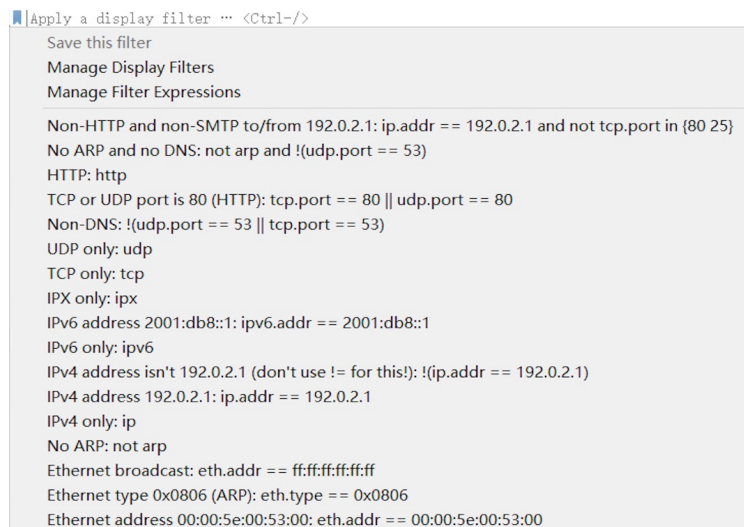 Apply a display filter … <Ctrl-/>
Save this filter
Manage Display Filters
Manage Filter Expressions
Non-HTTP and non-SMTP to/from 192.0.2.1: ip.addr == 192.0.2.1 and not tcp.port in {80 25}
No ARP and no DNS: not arp and !(udp.port == 53)
HTTP: http
TCP or UDP port is 80 (HTTP): tcp.port == 80 || udp.port == 80
Non-DNS: !(udp.port == 53 || tcp.port == 53)
UDP only: udp
TCP only: tcp
IPX only: ipx
IPv6 address 2001:db8::1: ipv6.addr == 2001:db8::1
IPv6 only: ipv6
IPv4 address isn't 192.0.2.1 (don't use != for this!): !(ip.addr == 192.0.2.1)
IPv4 address 192.0.2.1: ip.addr == 192.0.2.1
IPv4 only: ip
No ARP: not arp
Ethernet broadcast: eth.addr == ff:ff:ff:ff:ff:ff
Ethernet type 0x0806 (ARP): eth.type == 0x0806
Ethernet address 00:00:5e:00:53:00: eth.addr == 00:00:5e:00:53:00